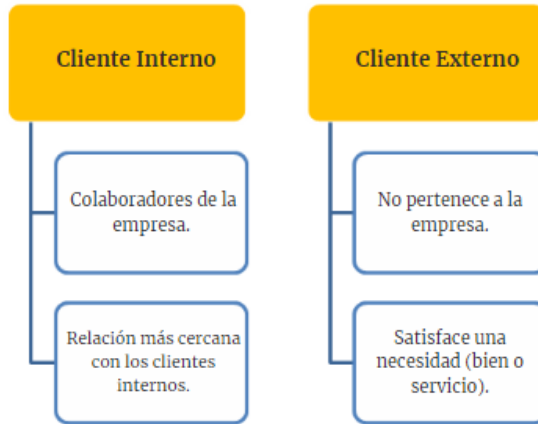 Cliente Interno
Colaboradores de la
empresa.
Relación más cercana
con los clientes
internos.
Cliente Externo
No pertenece a la
empresa.
Satisface una
necesidad (bien o
servicio).